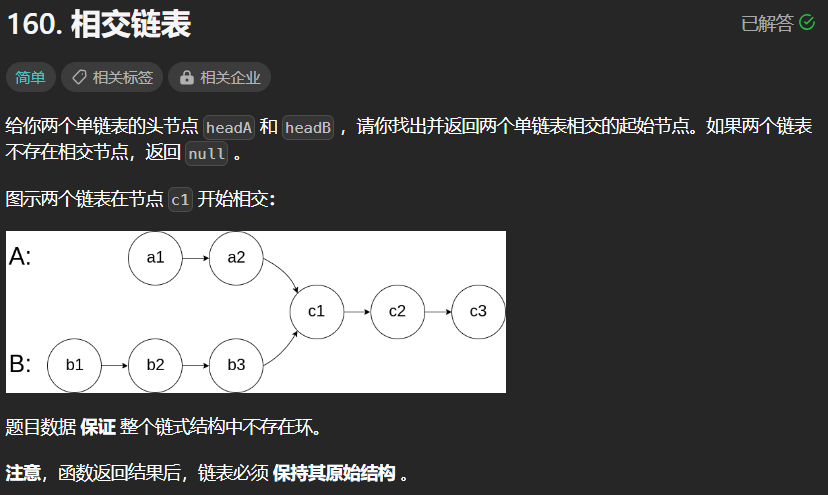 160. 相交链表
已解答
简单 相关标签 相关企业
给你两个单链表的头节点 headA 和 headB ，请你找出并返回两个单链表相交的起始节点。如果两个链表
不存在相交节点，返回 null 。
图示两个链表在节点 c1 开始相交：
A: a1 a2
c1 c2 c3
B: b1 b2 b3
题目数据 保证 整个链式结构中不存在环。
注意，函数返回结果后，链表必须 保持其原始结构 。